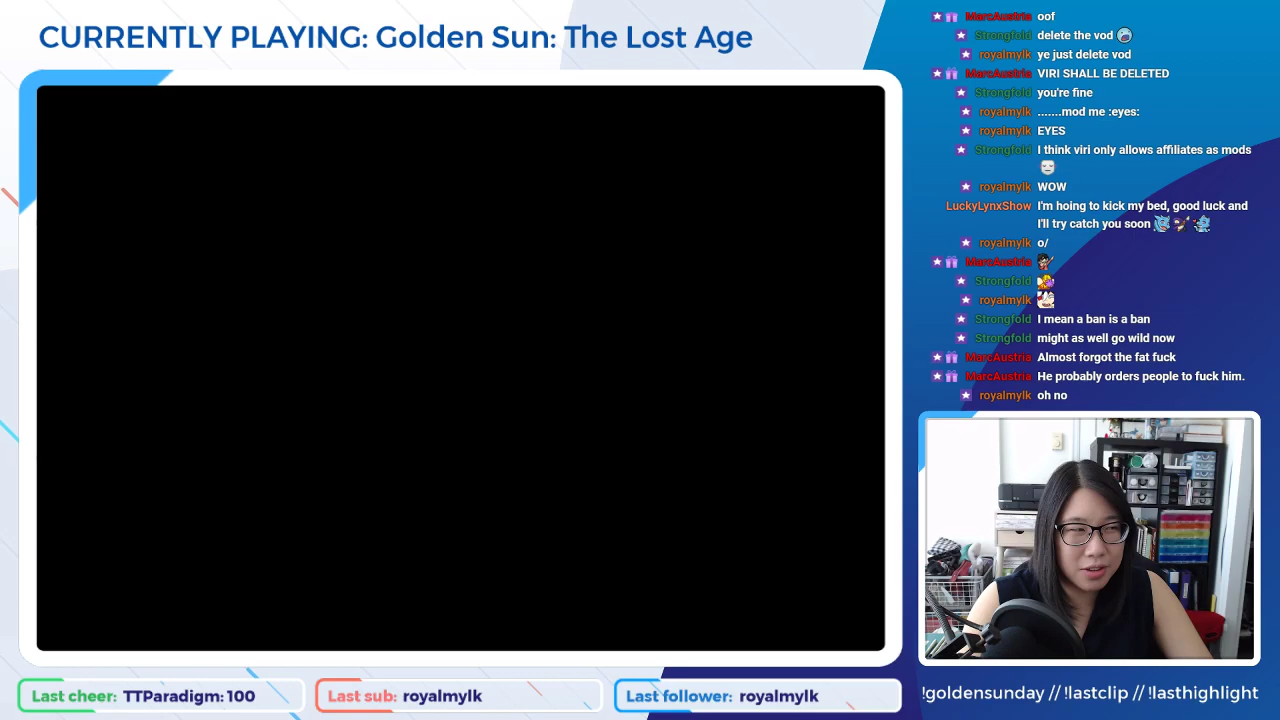 CURRENTLY PLAYING: Golden Sun: The Lost Age
MarcAustria oof
Strongfold delete the vod
royalmylk ye just delete vod
MarcAustria VIRI SHALL BE DELETED
Strongfold you're fine
royalmylk .......mod me :eyes:
royalmylk EYES
Strongfold I think viri only allows affiliates as mods
royalmylk WOW
LuckyLynxShow I'm hoing to kick my bed, good luck and
I'll try catch you soon
royalmylk o/
MarcAustria
Strongfold
royalmylk
Strongfold I mean a ban is a ban
Strongfold might as well go wild now
MarcAustria Almost forgot the fat fuck
MarcAustria He probably orders people to fuck him.
royalmylk oh no
Last cheer: TTParadigm: 100
Last sub: royalmylk
Last follower: royalmylk
!goldensunday // !lastclip // !lasthighlight